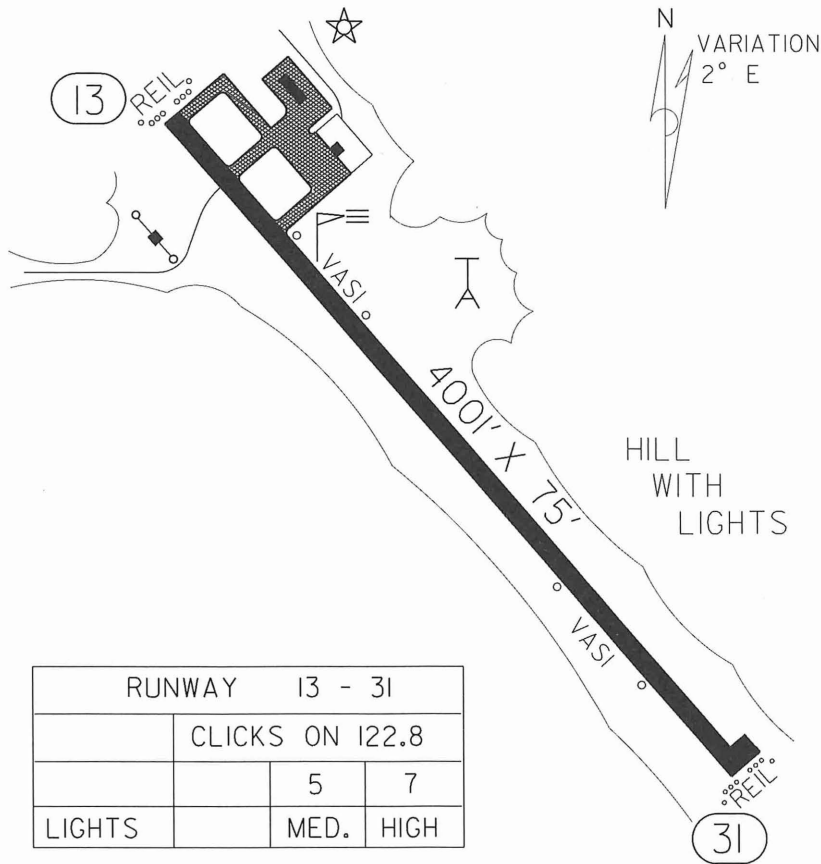 N
VARIATION
2° E
13
REIL
VASI
4001' X 75'
HILL
WITH
LIGHTS
VASI
REIL
31
RUNWAY 13 - 31
CLICKS ON 122.8
5 7
LIGHTS MED. HIGH